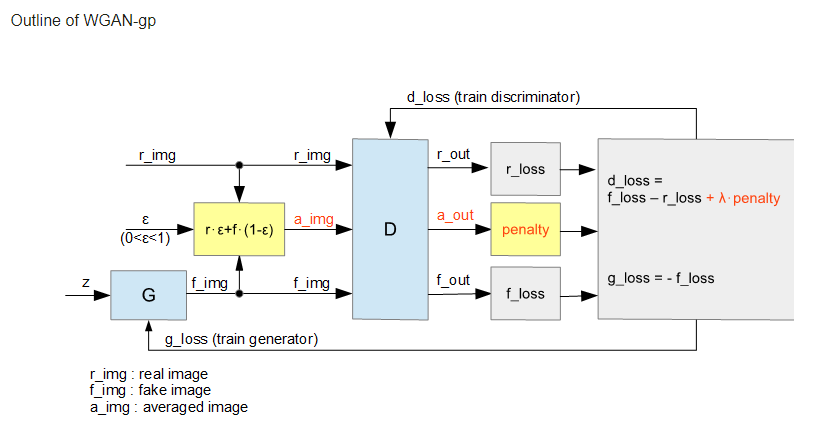 Outline of WGAN-gp
d_loss (train discriminator)
r_img
r_img
r_out
r_loss
d_loss =
f_loss – r_loss + λ·penalty
ε
(0<ε<1)
r·ε+f·(1-ε)
a_img
D
a_out
penalty
z
G
f_img
f_img
f_out
f_loss
g_loss = - f_loss
g_loss (train generator)
r_img : real image
f_img : fake image
a_img : averaged image